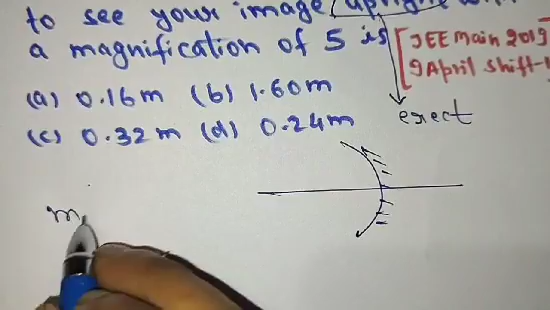 to see your image (upright with
a magnification of 5 is [JEE Main 2019
9 April Shift-1
(a) 0.16m (b) 1.60m
(c) 0.32m (d) 0.24m
erect
m